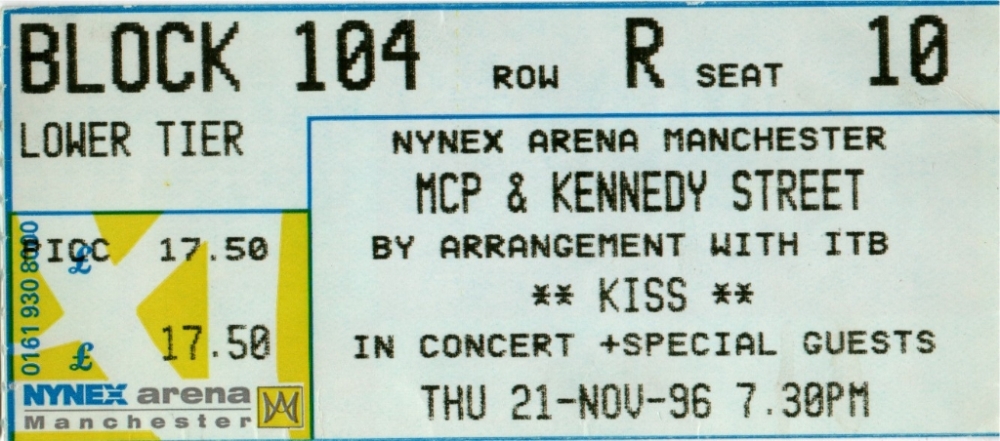 BLOCK 104 ROW R SEAT 10
LOWER TIER
NYNEX ARENA MANCHESTER
MCP & KENNEDY STREET
BY ARRANGEMENT WITH ITB
** KISS **
IN CONCERT +SPECIAL GUESTS
THU 21-NOV-96 7.30PM
£ 17.50
£ 17.50
0161 930 8000
NYNEX arena
Manchester